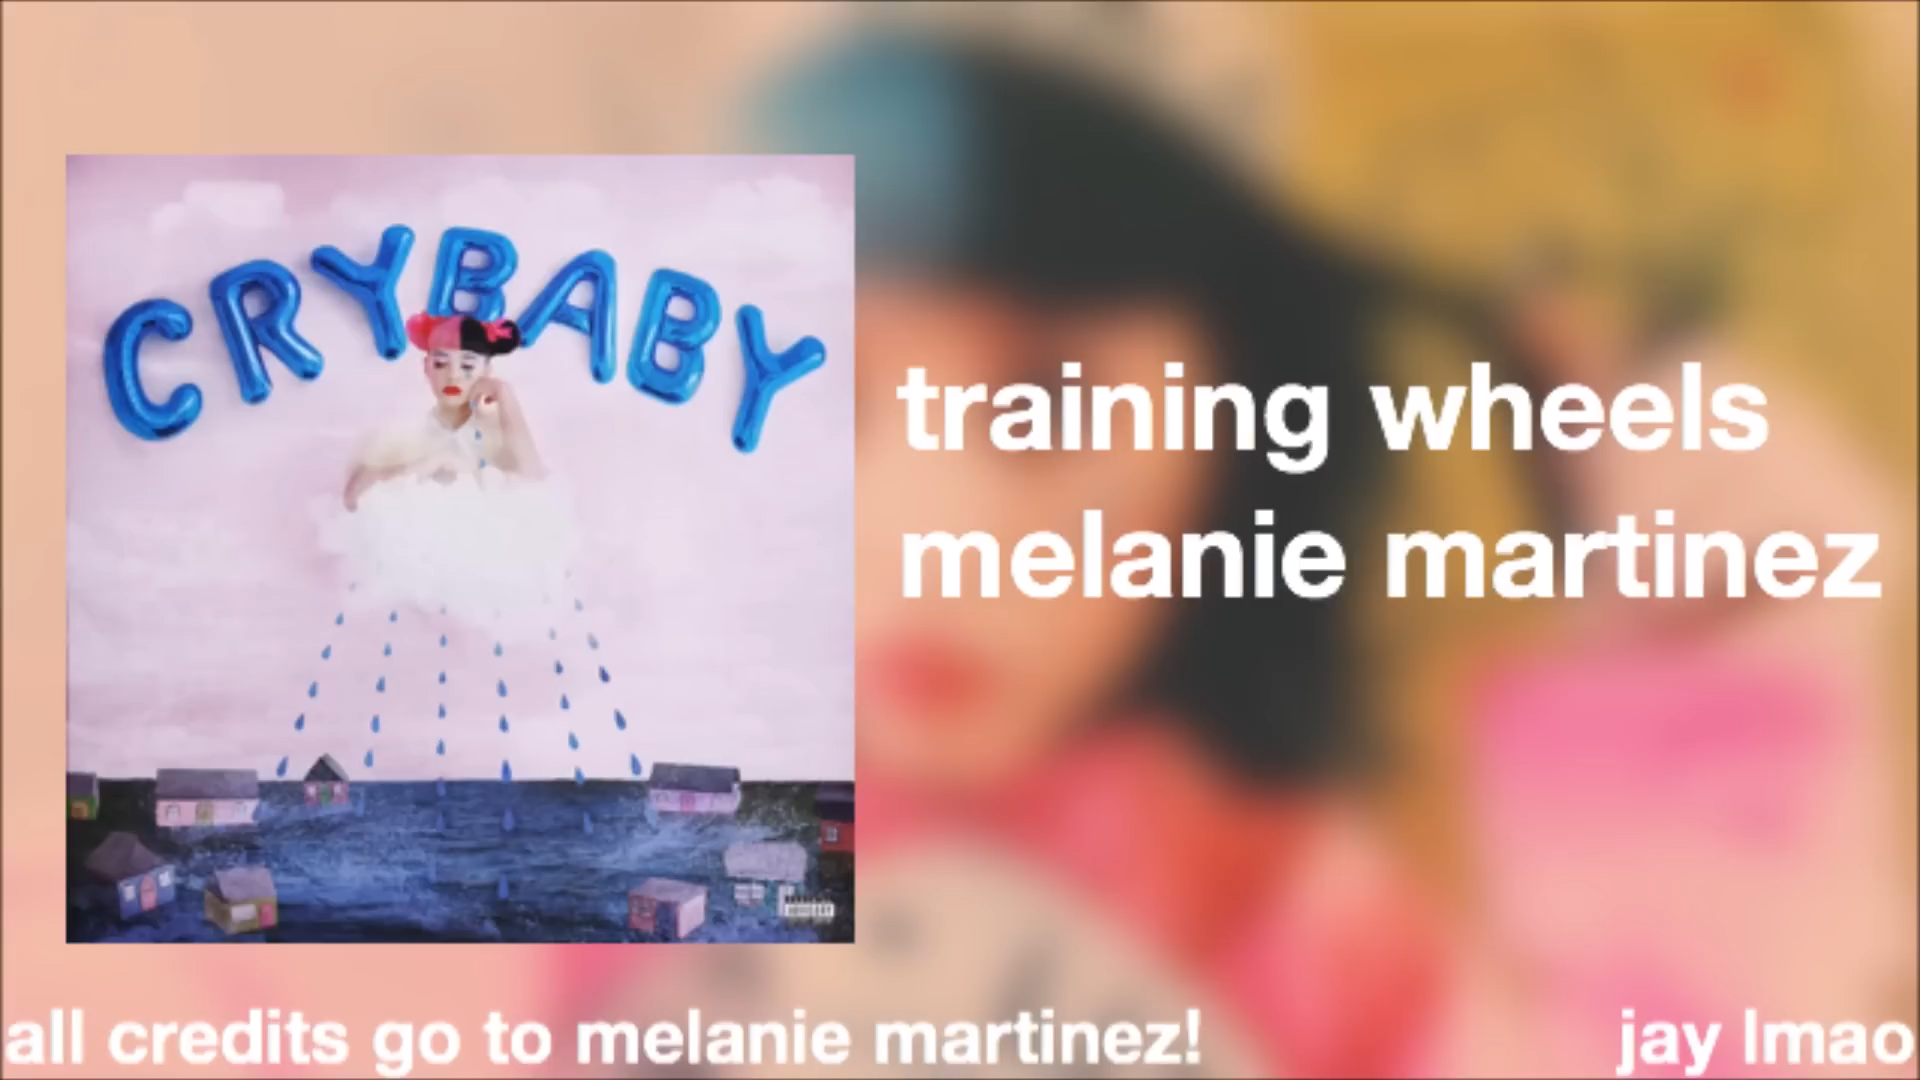 CRYBABY
training wheels
melanie martinez
all credits go to melanie martinez!
jay lmao